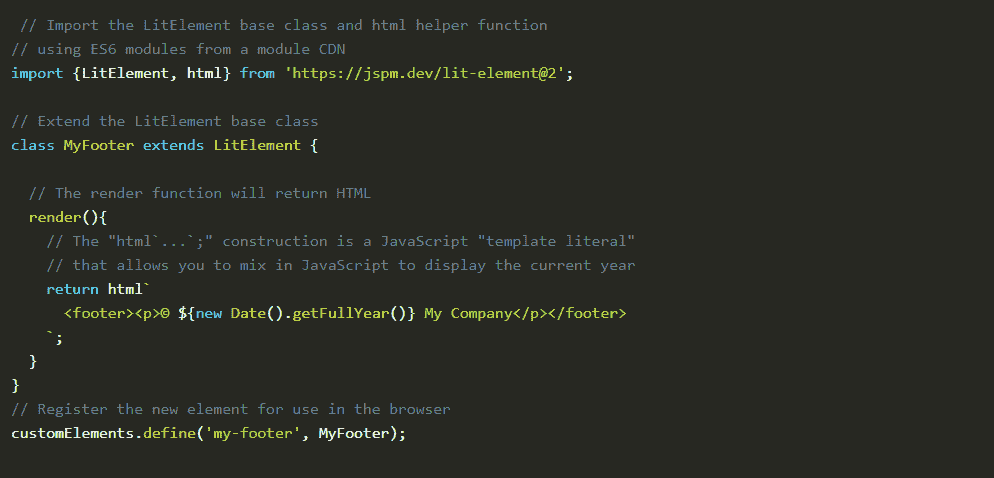 // Import the LitElement base class and html helper function
// using ES6 modules from a module CDN
import {LitElement, html} from 'https://jspm.dev/lit-element@2';
// Extend the LitElement base class
class MyFooter extends LitElement {
// The render function will return HTML
render(){
// The "html`...`;" construction is a JavaScript "template literal"
// that allows you to mix in JavaScript to display the current year
return html`
<footer><p>© ${new Date().getFullYear()} My Company</p></footer>
`;
}
}
// Register the new element for use in the browser
customElements.define('my-footer', MyFooter);